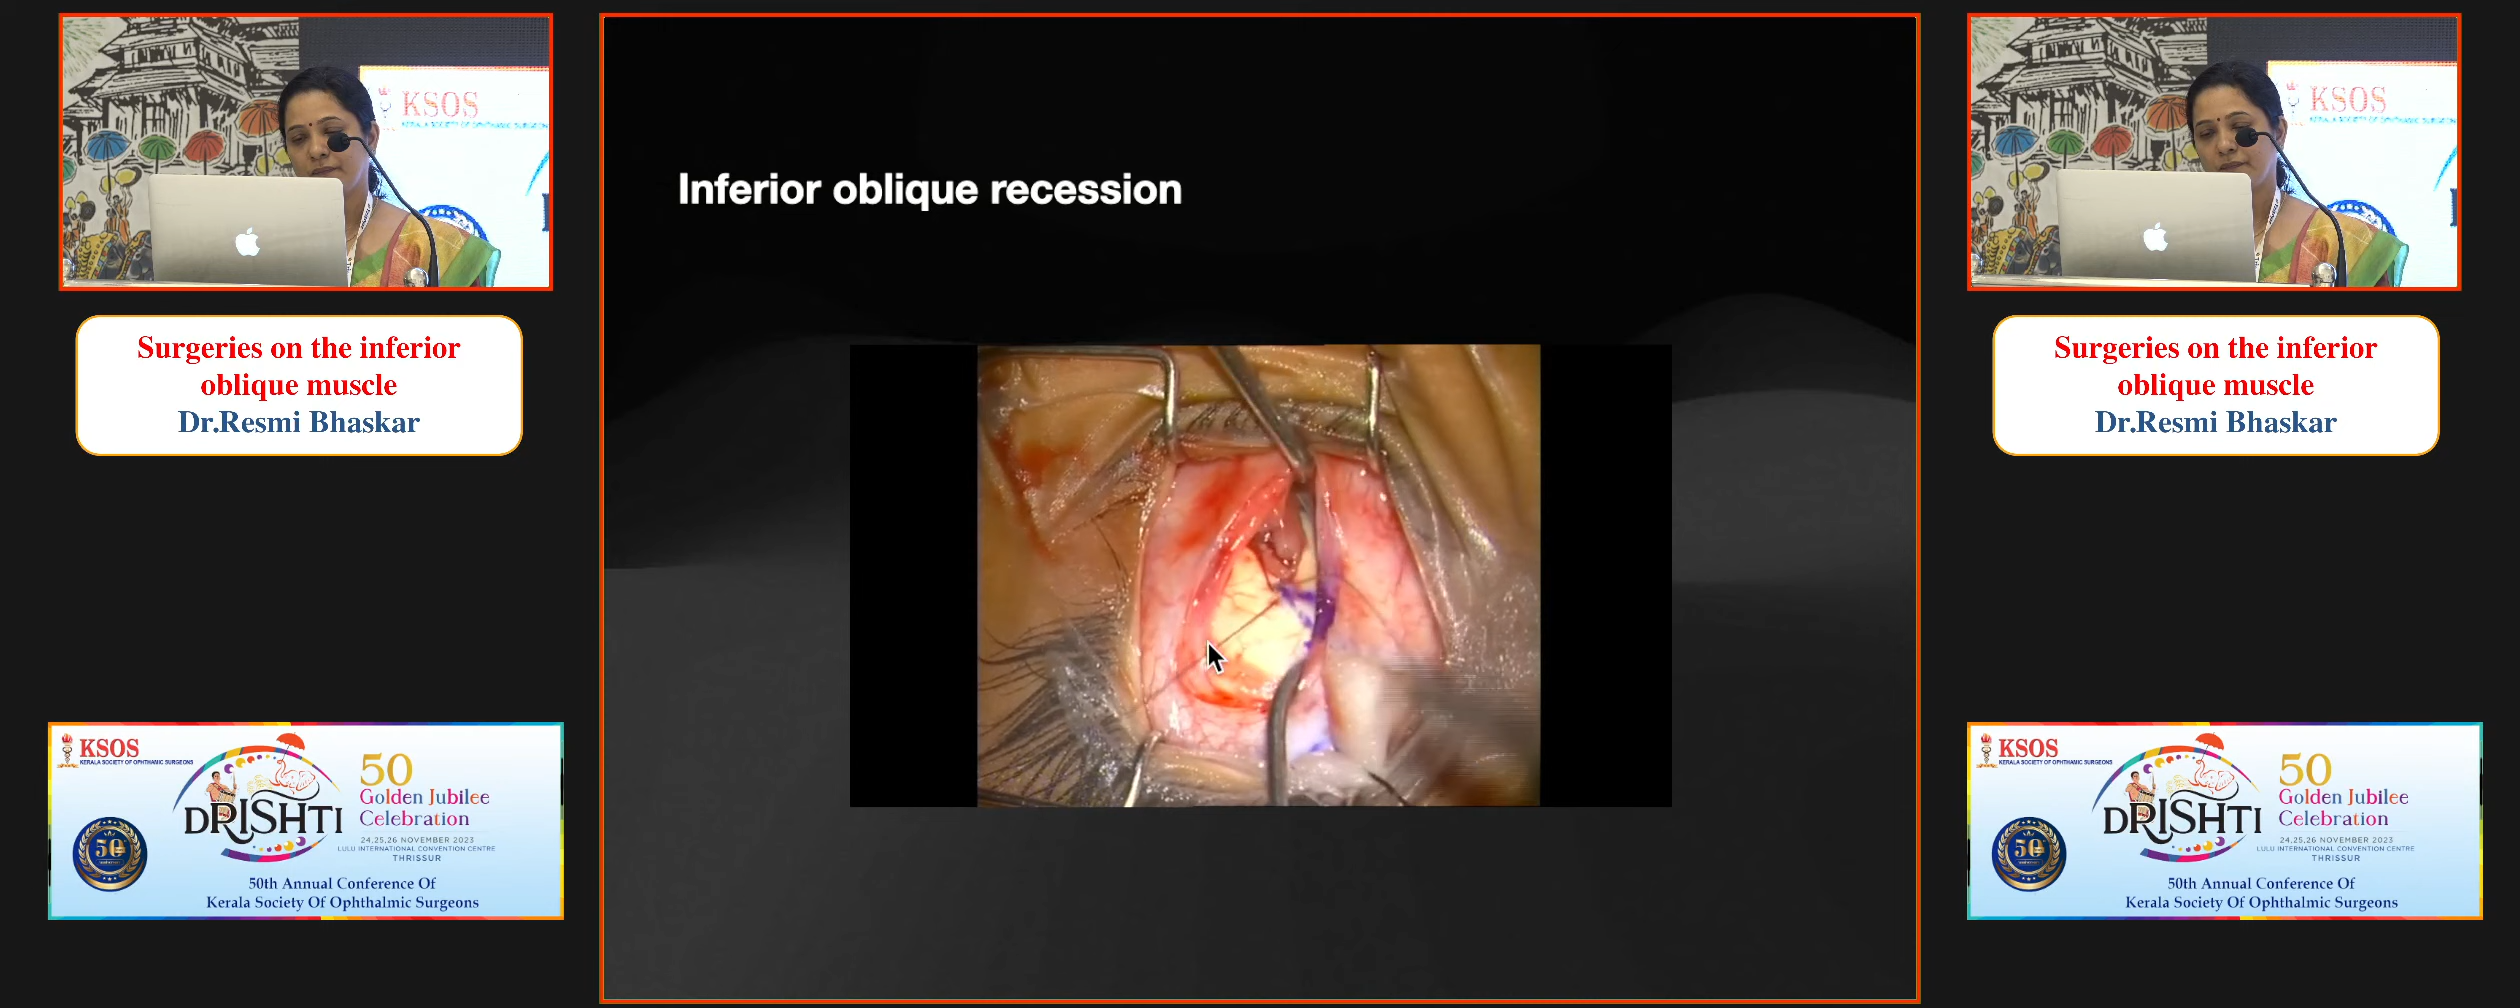 KSOS
Surgeries on the inferior
oblique muscle
Dr.Resmi Bhaskar
KSOS
KERALA SOCIETY OF OPHTHALMIC SURGEONS
DRISHTI
50
Golden Jubilee
Celebration
24,25,26 NOVEMBER 2023
LULU INTERNATIONAL CONVENTION CENTRE
THRISSUR
50
50th Annual Conference Of
Kerala Society Of Ophthalmic Surgeons
Inferior oblique recession
KSOS
Surgeries on the inferior
oblique muscle
Dr.Resmi Bhaskar
KSOS
KERALA SOCIETY OF OPHTHALMIC SURGEONS
DRISHTI
50
Golden Jubilee
Celebration
24,25,26 NOVEMBER 2023
LULU INTERNATIONAL CONVENTION CENTRE
THRISSUR
50
50th Annual Conference Of
Kerala Society Of Ophthalmic Surgeons